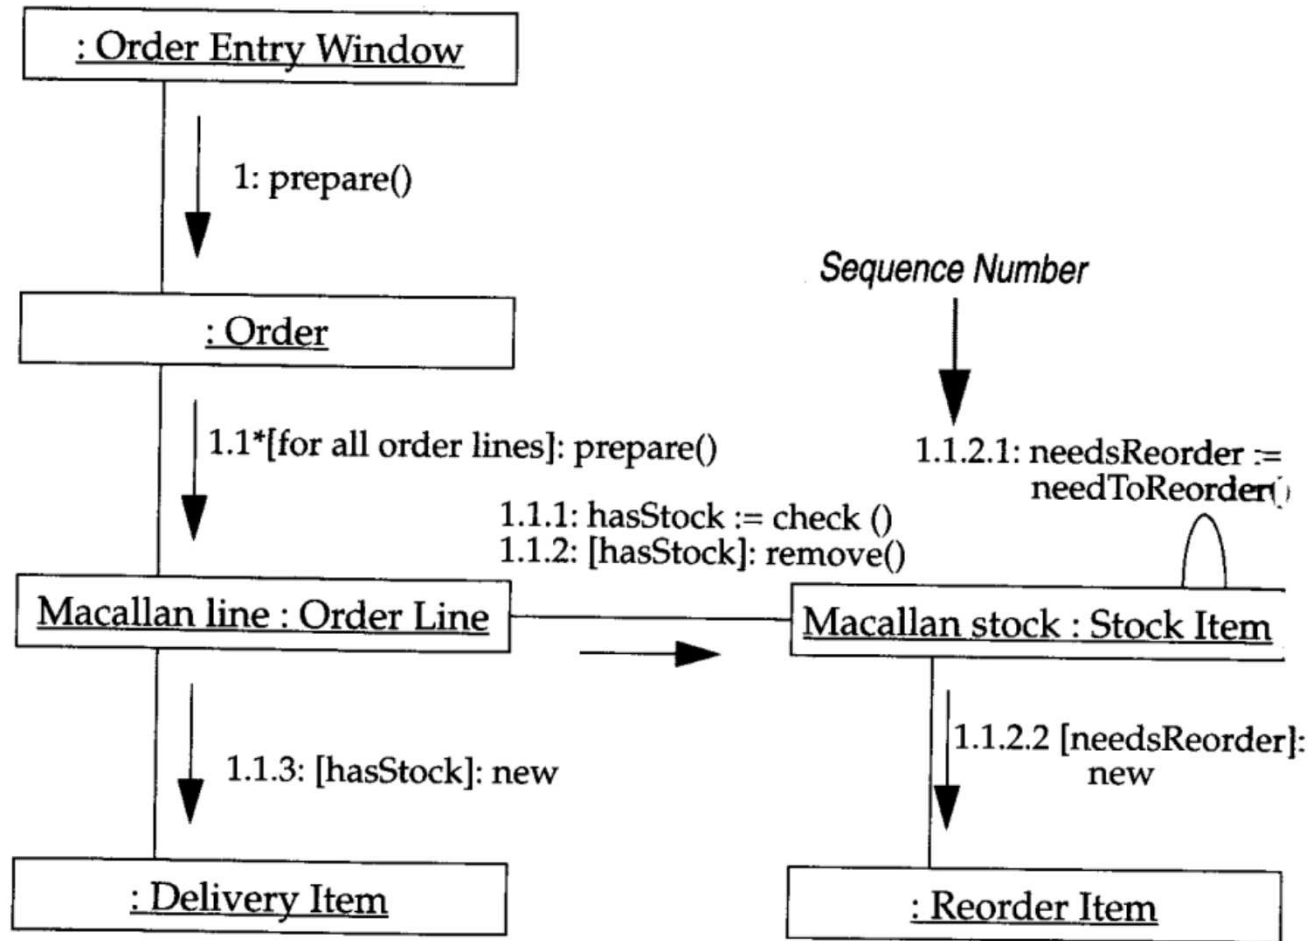 : Order Entry Window
1: prepare()
Sequence Number
: Order
1.1*[for all order lines]: prepare()
1.1.2.1: needsReorder :=
needToReorder()
1.1.1: hasStock := check ()
1.1.2: [hasStock]: remove()
Macallan line : Order Line
Macallan stock : Stock Item
1.1.3: [hasStock]: new
1.1.2.2 [needsReorder]:
new
: Delivery Item
: Reorder Item